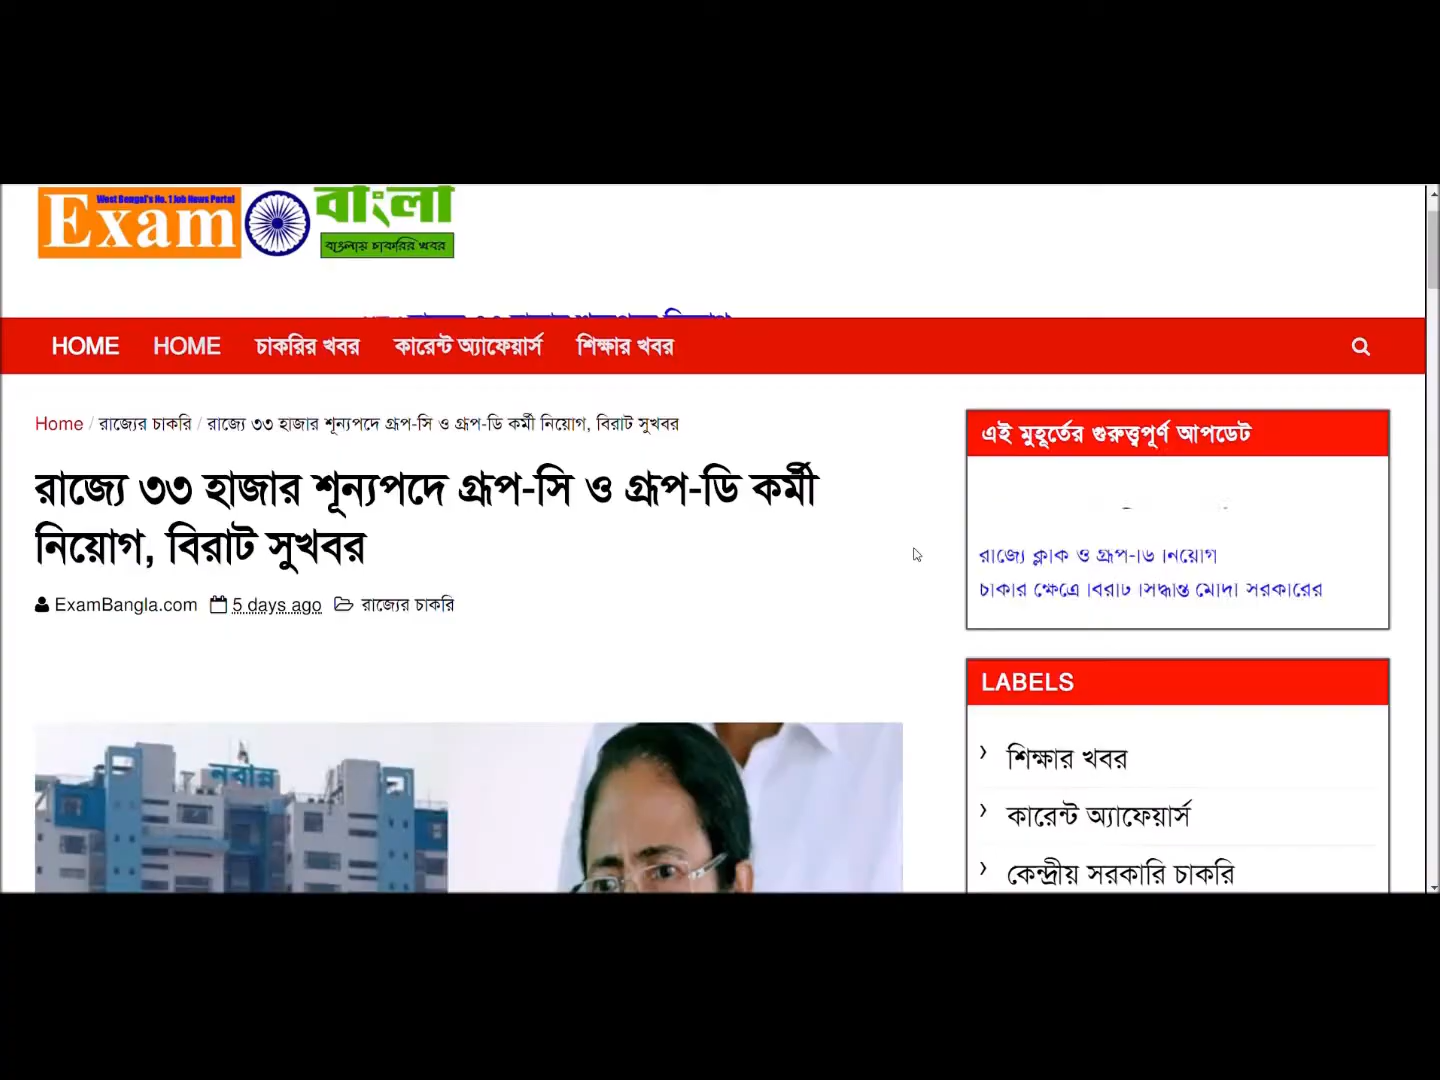 West Bengal's No. 1 Job News Portal
Exam বাংলা
বাংলায় চাকরির খবর
HOME HOME চাকরির খবর কারেন্ট অ্যাফেয়ার্স শিক্ষার খবর
Home / রাজ্যের চাকরি / রাজ্যে ৩৩ হাজার শূন্যপদে গ্রূপ-সি ও গ্রূপ-ডি কর্মী নিয়োগ, বিরাট সুখবর
রাজ্যে ৩৩ হাজার শূন্যপদে গ্রূপ-সি ও গ্রূপ-ডি কর্মী
নিয়োগ, বিরাট সুখবর
ExamBangla.com 5 days ago রাজ্যের চাকরি
নবান্ন
এই মুহূর্তের গুরুত্ত্বপূর্ণ আপডেট
রাজ্যে ক্লার্ক ও গ্রূপ-ডি নিয়োগ
চাকরি ক্ষেত্রে বিরাট সিদ্ধান্ত মোদী সরকারের
LABELS
শিক্ষার খবর
কারেন্ট অ্যাফেয়ার্স
কেন্দ্রীয় সরকারি চাকরি